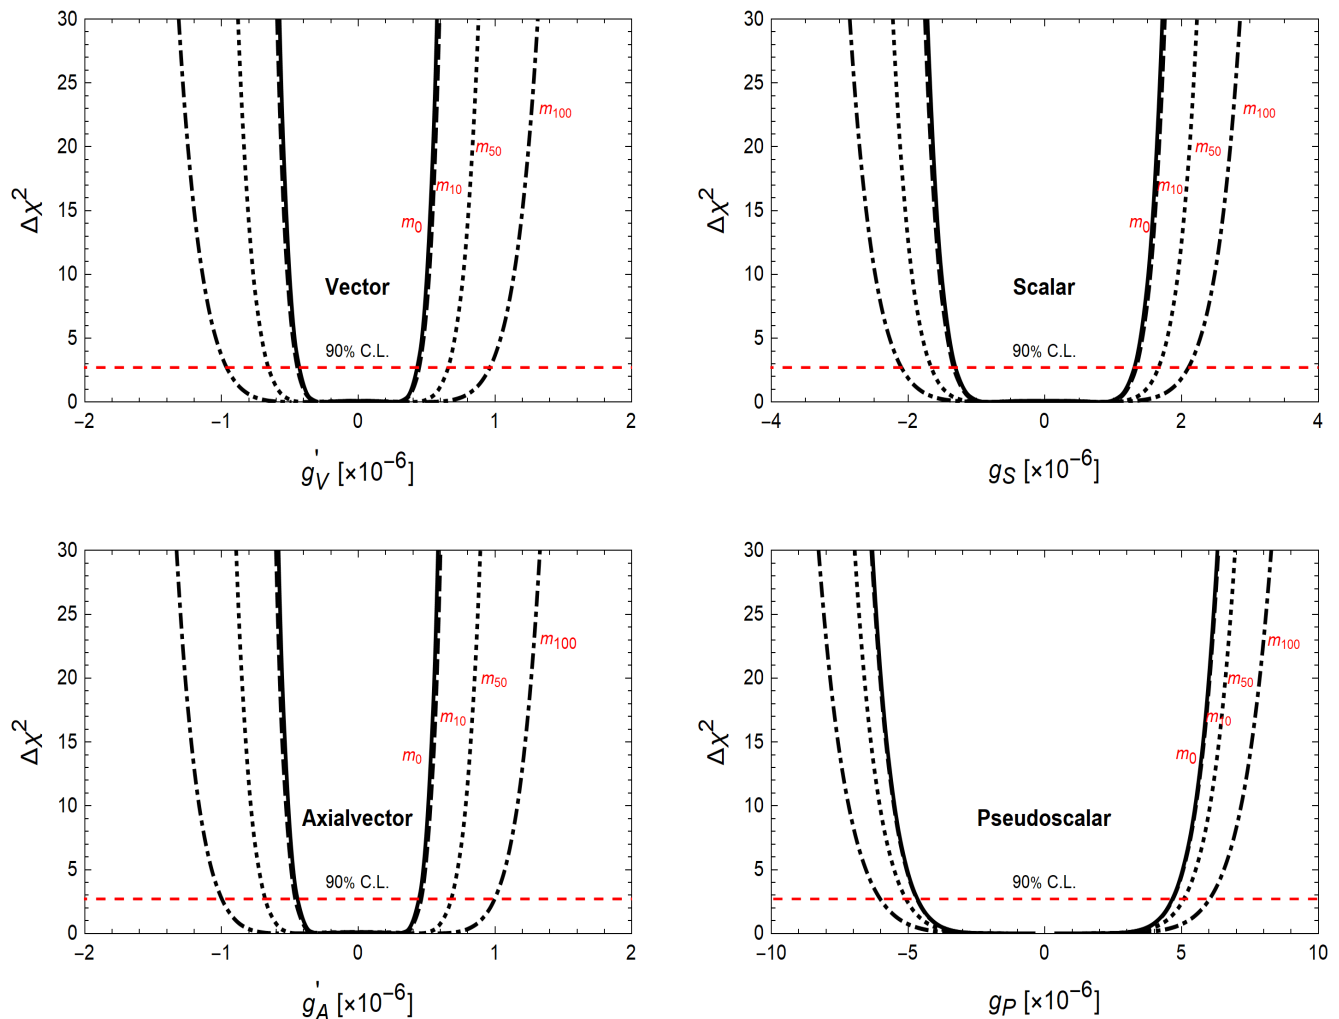 30
25
20
15
10
5
0
Δχ²
m₁₀₀
m₅₀
m₁₀
m₀
Vector
90% C.L.
−2 −1 0 1 2
g'_V [×10⁻⁶]
30
25
20
15
10
5
0
Δχ²
m₁₀₀
m₅₀
m₁₀
m₀
Scalar
90% C.L.
−4 −2 0 2 4
g_S [×10⁻⁶]
30
25
20
15
10
5
0
Δχ²
m₁₀₀
m₅₀
m₁₀
m₀
Axialvector
90% C.L.
−2 −1 0 1 2
g'_A [×10⁻⁶]
30
25
20
15
10
5
0
Δχ²
m₁₀₀
m₅₀
m₁₀
m₀
Pseudoscalar
90% C.L.
−10 −5 0 5 10
g_P [×10⁻⁶]